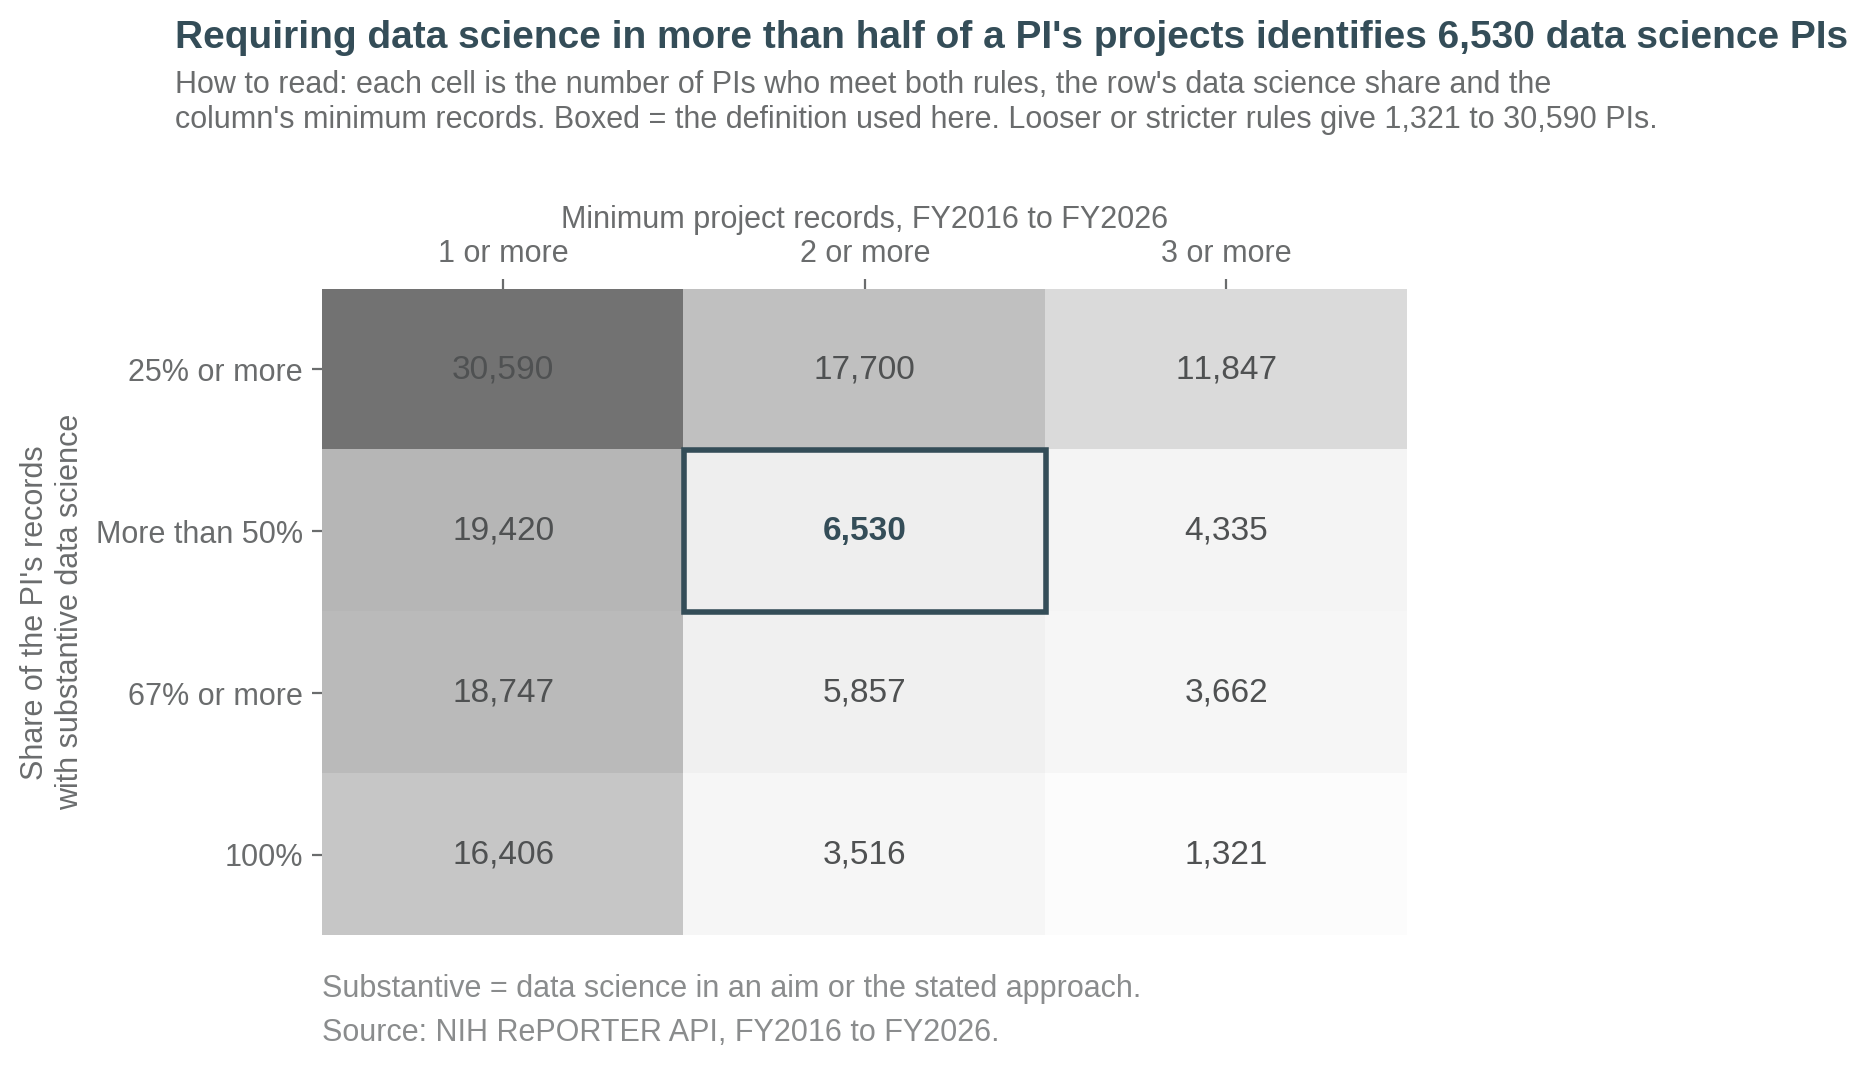 Requiring data science in more than half of a PI's projects identifies 6,530 data science PIs
How to read: each cell is the number of PIs who meet both rules, the row's data science share and the
column's minimum records. Boxed = the definition used here. Looser or stricter rules give 1,321 to 30,590 PIs.
Minimum project records, FY2016 to FY2026
1 or more 2 or more 3 or more
Share of the PI's records
with substantive data science
25% or more 30,590 17,700 11,847
More than 50% 19,420 6,530 4,335
67% or more 18,747 5,857 3,662
100% 16,406 3,516 1,321
Substantive = data science in an aim or the stated approach.
Source: NIH RePORTER API, FY2016 to FY2026.